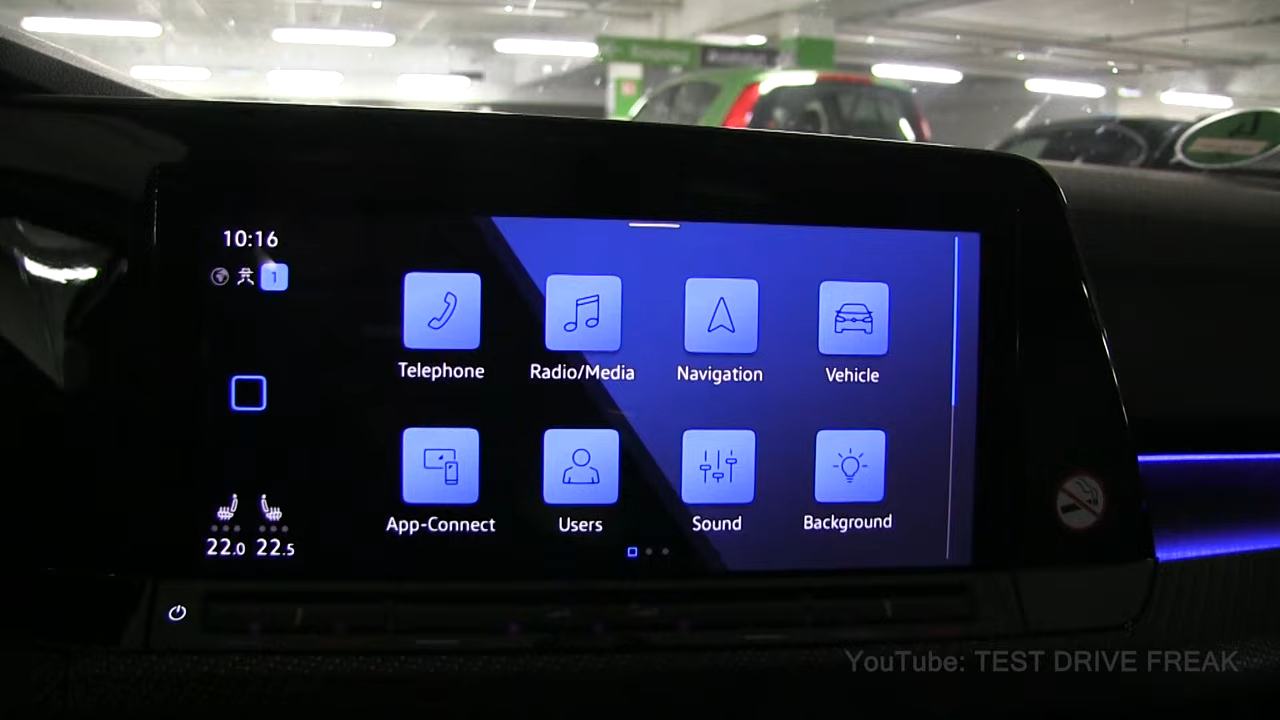 10:16
1
Telephone
Radio/Media
Navigation
Vehicle
App-Connect
Users
Sound
Background
22.0 22.5
YouTube: TEST DRIVE FREAK